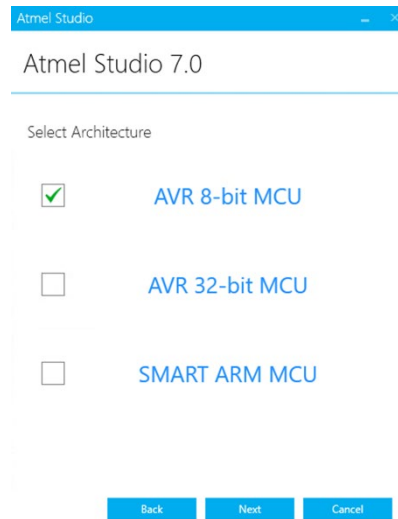 Atmel Studio
Atmel Studio 7.0
Select Architecture
AVR 8-bit MCU
AVR 32-bit MCU
SMART ARM MCU
Back Next Cancel